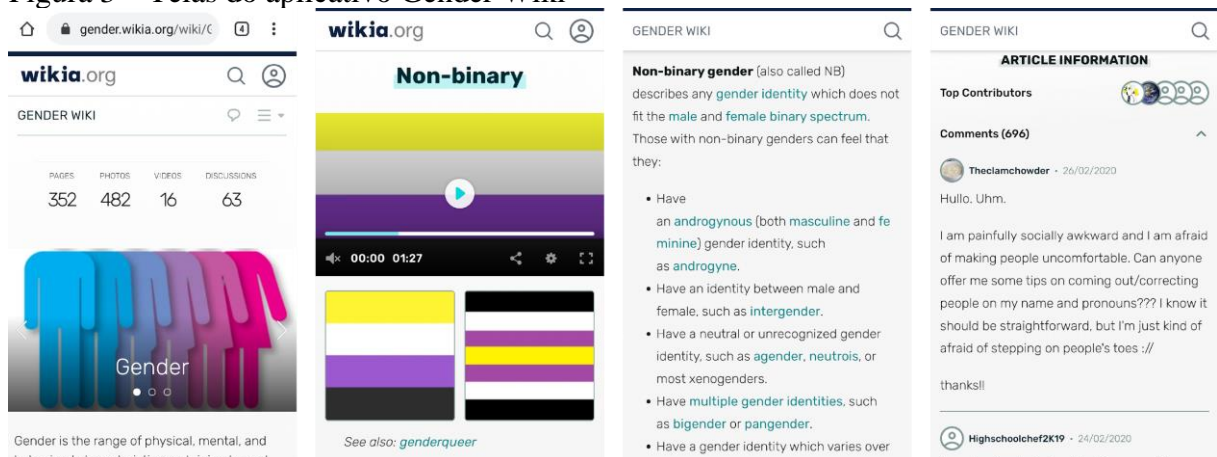 Figura 3 – Telas do aplicativo Gender Wiki
gender.wikia.org/wiki/G
4
wikia.org
GENDER WIKI
PAGES
PHOTOS
VIDEOS
DISCUSSIONS
352
482
16
63
Gender
Gender is the range of physical, mental, and
wikia.org
Non-binary
00:00 01:27
See also: genderqueer
GENDER WIKI
Non-binary gender (also called NB)
describes any gender identity which does not
fit the male and female binary spectrum.
Those with non-binary genders can feel that
they:
• Have
an androgynous (both masculine and fe
minine) gender identity, such
as androgyne.
• Have an identity between male and
female, such as intergender.
• Have a neutral or unrecognized gender
identity, such as agender, neutrois, or
most xenogenders.
• Have multiple gender identities, such
as bigender or pangender.
• Have a gender identity which varies over
GENDER WIKI
ARTICLE INFORMATION
Top Contributors
Comments (696)
Theclamchowder • 26/02/2020
Hullo. Uhm.
I am painfully socially awkward and I am afraid
of making people uncomfortable. Can anyone
offer me some tips on coming out/correcting
people on my name and pronouns??? I know it
should be straightforward, but I'm just kind of
afraid of stepping on people's toes ://
thanks!!
Highschoolchef2K19 • 24/02/2020